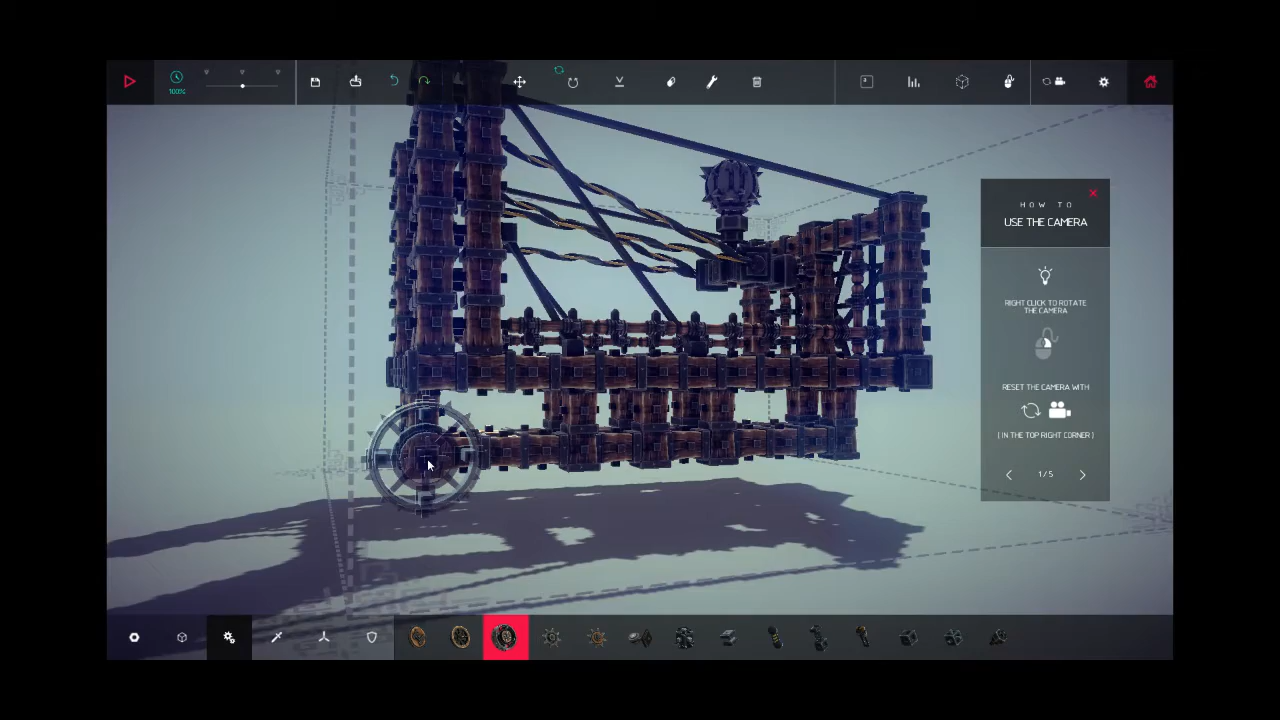 100%
HOW TO
USE THE CAMERA
RIGHT CLICK TO ROTATE
THE CAMERA
RESET THE CAMERA WITH
( IN THE TOP RIGHT CORNER )
1/5